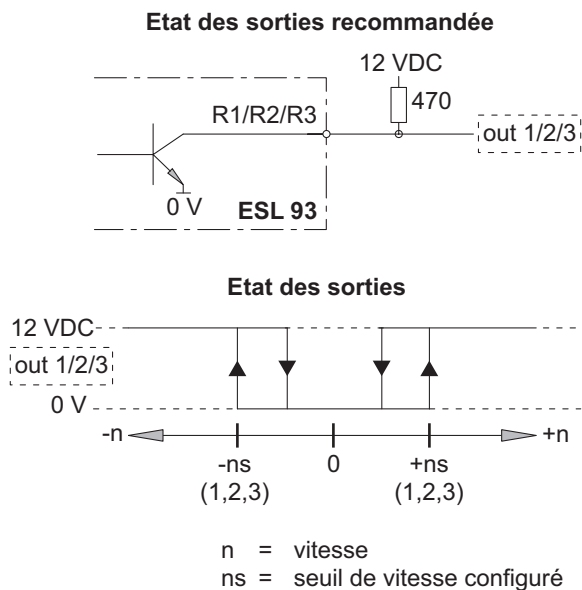 Etat des sorties recommandée
12 VDC
470
R1/R2/R3
out 1/2/3
0 V
ESL 93
Etat des sorties
12 VDC
out 1/2/3
0 V
-n
+n
-ns 0 +ns
(1,2,3) (1,2,3)
n = vitesse
ns = seuil de vitesse configuré